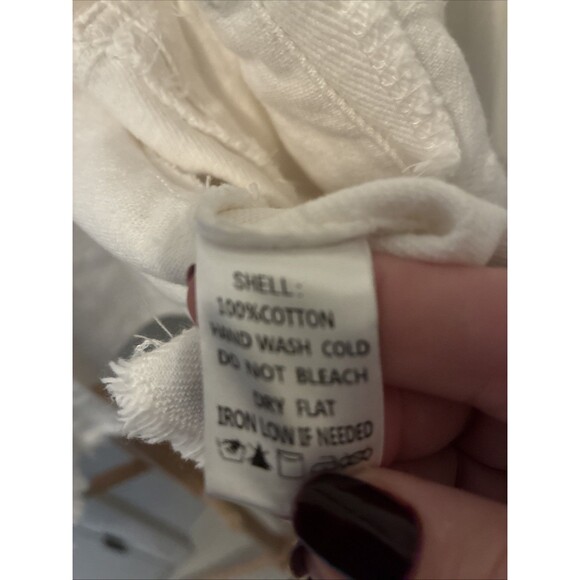 SHELL:
100%COTTON
HAND WASH COLD
DO NOT BLEACH
DRY FLAT
IRON LOW IF NEEDED